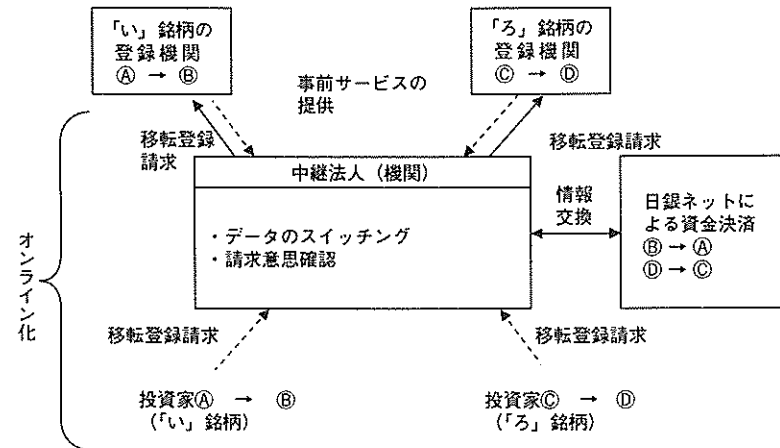 「い」銘柄の
登録機関
Ⓐ → Ⓑ
「ろ」銘柄の
登録機関
Ⓒ → Ⓓ
事前サービスの
提供
移転登録
請求
移転登録請求
中継法人（機関）
・データのスイッチング
・請求意思確認
情報
交換
日銀ネットに
よる資金決済
Ⓑ → Ⓐ
Ⓓ → Ⓒ
オンライン化
移転登録請求
移転登録請求
投資家Ⓐ → Ⓑ
（「い」銘柄）
投資家Ⓒ → Ⓓ
（「ろ」銘柄）